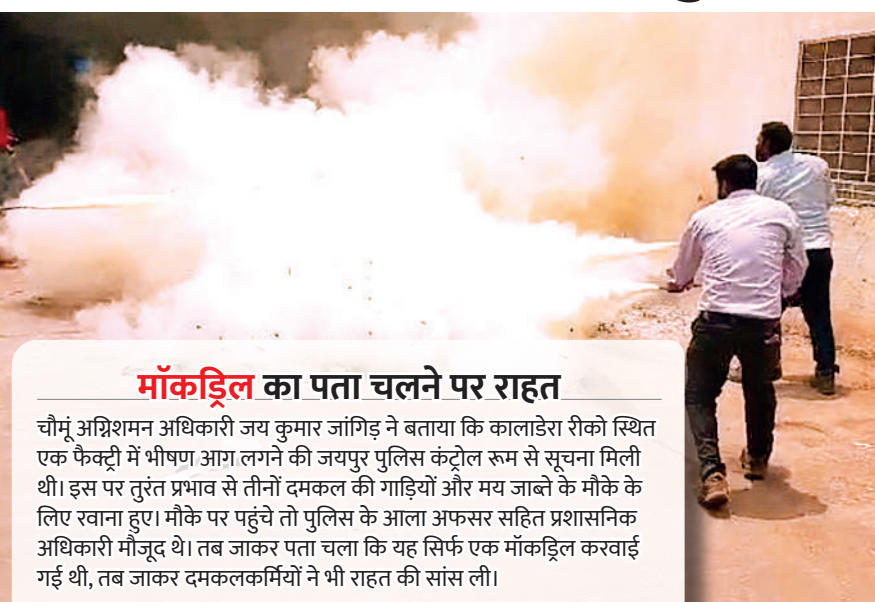 मॉकड्रिल का पता चलने पर राहत
चौमूं अग्निशमन अधिकारी जय कुमार जांगिड़ ने बताया कि कालाडेरा रीको स्थित
एक फैक्ट्री में भीषण आग लगने की जयपुर पुलिस कंट्रोल रूम से सूचना मिली
थी। इस पर तुरंत प्रभाव से तीनों दमकल की गाड़ियों और मय जाब्ते के मौके के
लिए रवाना हुए। मौके पर पहुंचे तो पुलिस के आला अफसर सहित प्रशासनिक
अधिकारी मौजूद थे। तब जाकर पता चला कि यह सिर्फ एक मॉकड्रिल करवाई
गई थी, तब जाकर दमकलकर्मियों ने भी राहत की सांस ली।